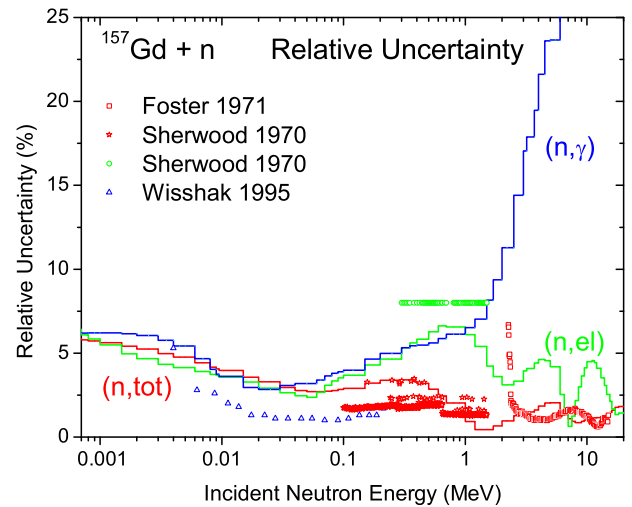 ¹⁵⁷Gd + n Relative Uncertainty
Foster 1971
Sherwood 1970
Sherwood 1970
Wisshak 1995
(n,γ)
(n,el)
(n,tot)
Relative Uncertainty (%)
25
20
15
10
5
0
0.001 0.01 0.1 1 10
Incident Neutron Energy (MeV)